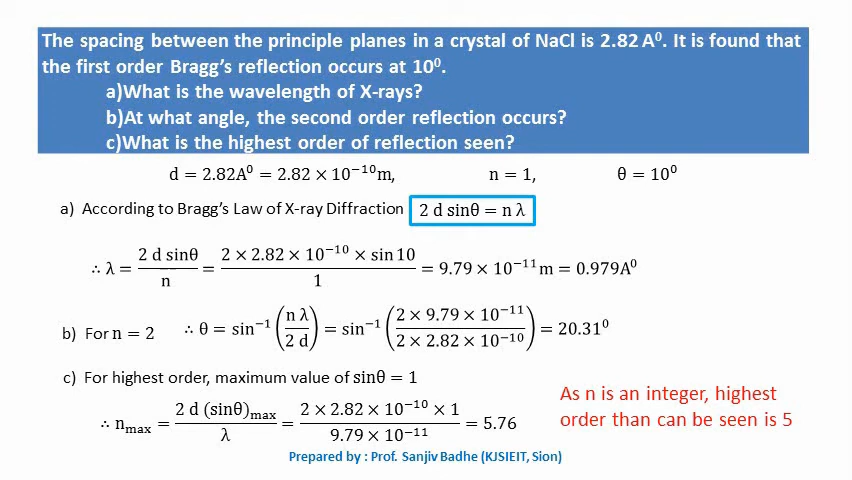 The spacing between the principle planes in a crystal of NaCl is 2.82 A⁰. It is found that
the first order Bragg’s reflection occurs at 10⁰.
a)What is the wavelength of X-rays?
b)At what angle, the second order reflection occurs?
c)What is the highest order of reflection seen?
d = 2.82A⁰ = 2.82 × 10⁻¹⁰m, n = 1, θ = 10⁰
a) According to Bragg’s Law of X-ray Diffraction 2 d sinθ = n λ
∴ λ = 2 d sinθ / n = 2 × 2.82 × 10⁻¹⁰ × sin 10 / 1 = 9.79 × 10⁻¹¹m = 0.979A⁰
b) For n = 2 ∴ θ = sin⁻¹ (n λ / 2 d) = sin⁻¹ (2 × 9.79 × 10⁻¹¹ / 2 × 2.82 × 10⁻¹⁰) = 20.31⁰
c) For highest order, maximum value of sinθ = 1
∴ nₘₐₓ = 2 d (sinθ)ₘₐₓ / λ = 2 × 2.82 × 10⁻¹⁰ × 1 / 9.79 × 10⁻¹¹ = 5.76
As n is an integer, highest
order than can be seen is 5
Prepared by : Prof. Sanjiv Badhe (KJSIEIT, Sion)